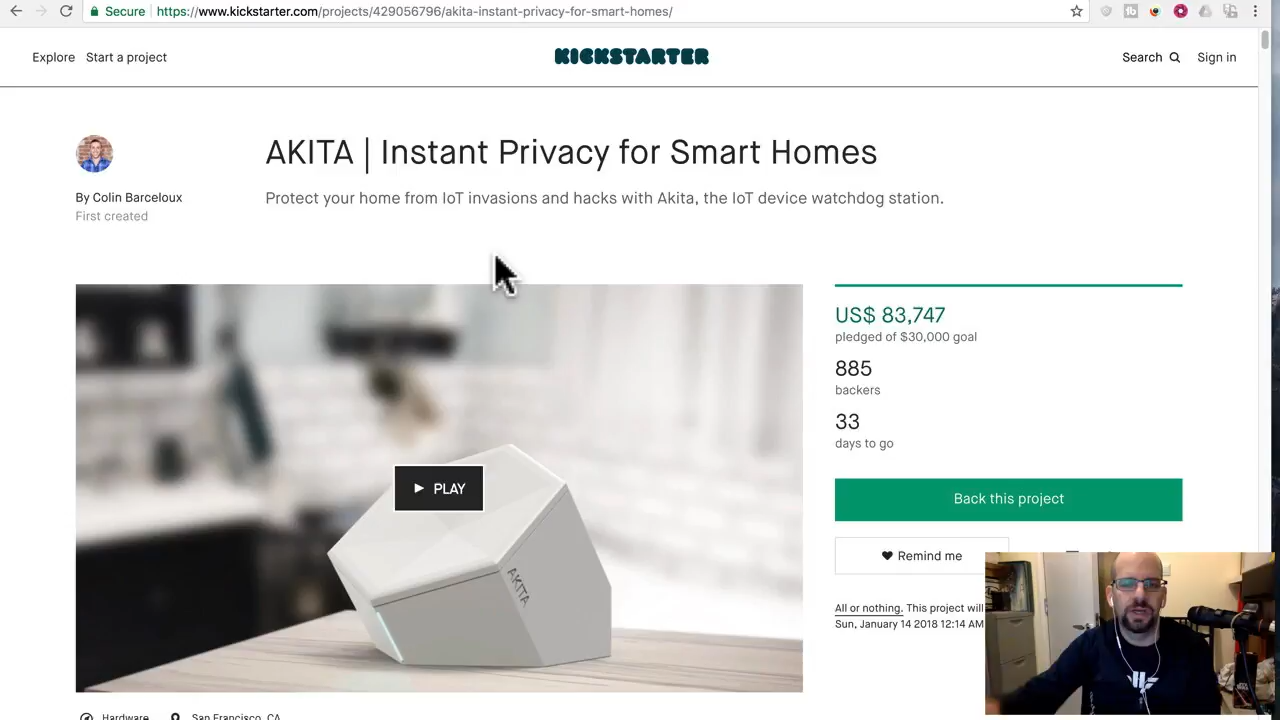 Secure https://www.kickstarter.com/projects/429056796/akita-instant-privacy-for-smart-homes/
Explore Start a project KICKSTARTER Search Sign in
AKITA | Instant Privacy for Smart Homes
By Colin Barceloux
First created
Protect your home from IoT invasions and hacks with Akita, the IoT device watchdog station.
PLAY
AKITA
US$ 83,747
pledged of $30,000 goal
885
backers
33
days to go
Back this project
Remind me
All or nothing. This project will
Sun, January 14 2018 12:14 AM
Hardware San Francisco, CA